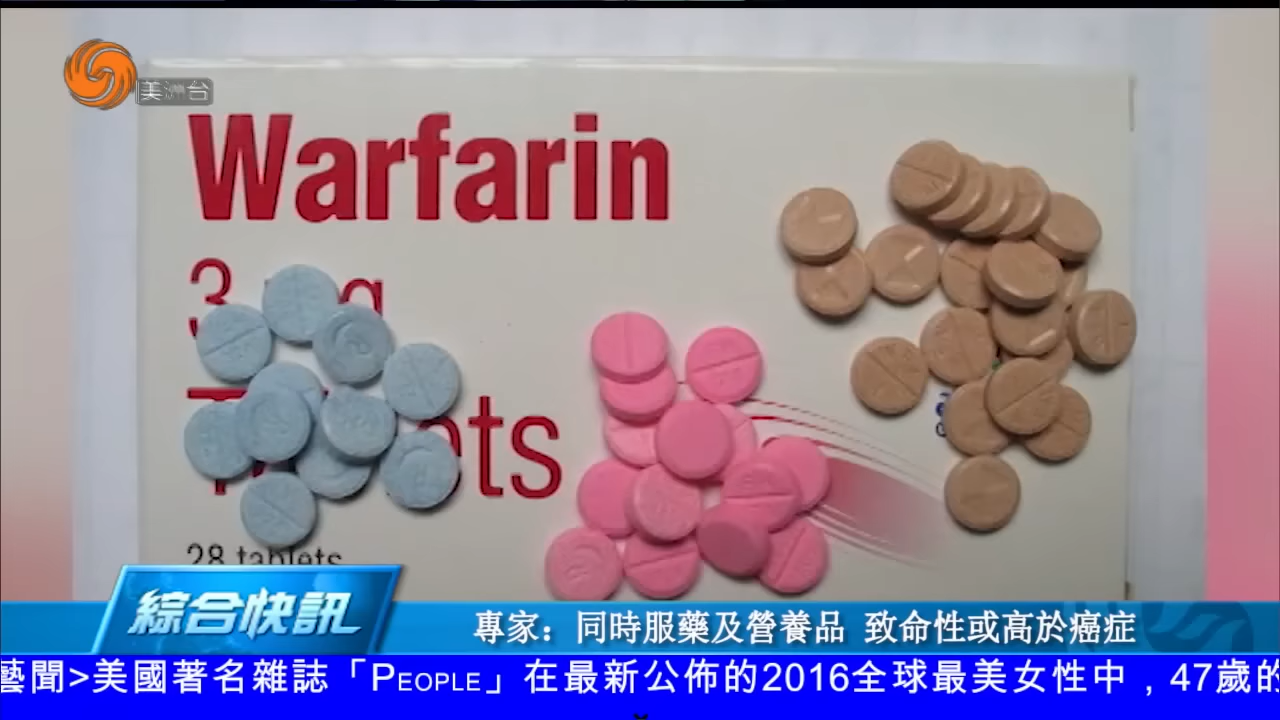 美洲台
Warfarin
3 mg
Tablets
28 tablets
綜合快訊
專家：同時服藥及營養品 致命性或高於癌症
藝聞>美國著名雜誌「PEOPLE」在最新公佈的2016全球最美女性中，47歲的